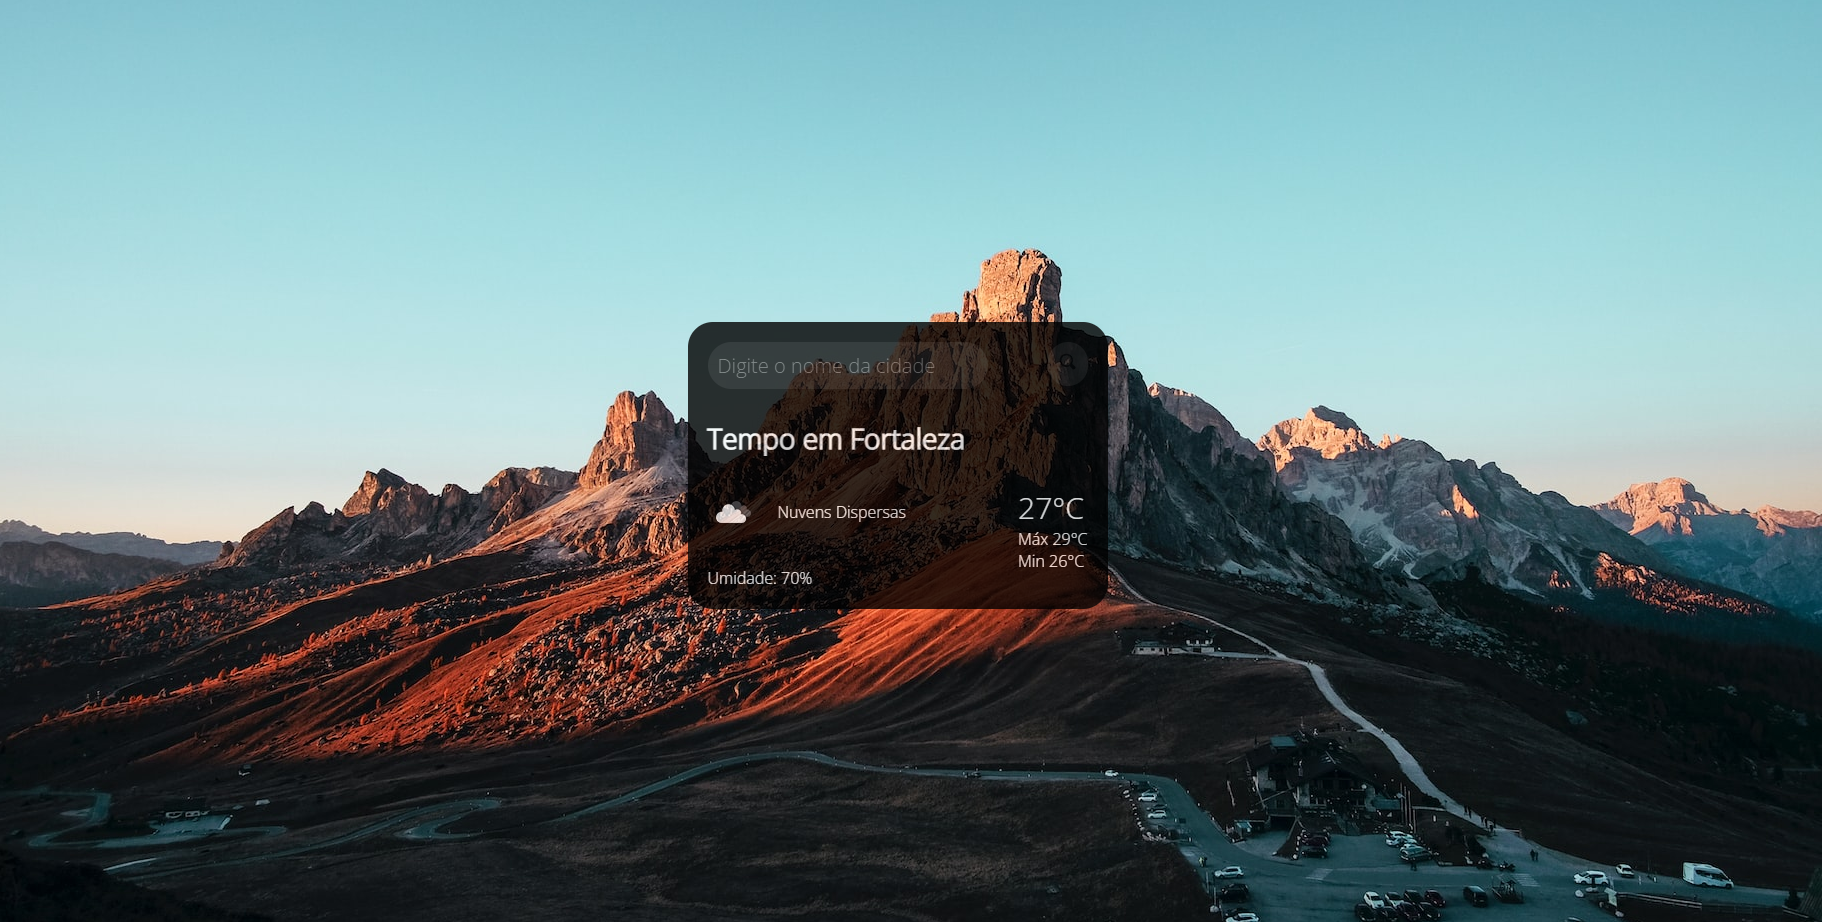 Digite o nome da cidade
Tempo em Fortaleza
Nuvens Dispersas
27°C
Máx 29°C
Min 26°C
Umidade: 70%